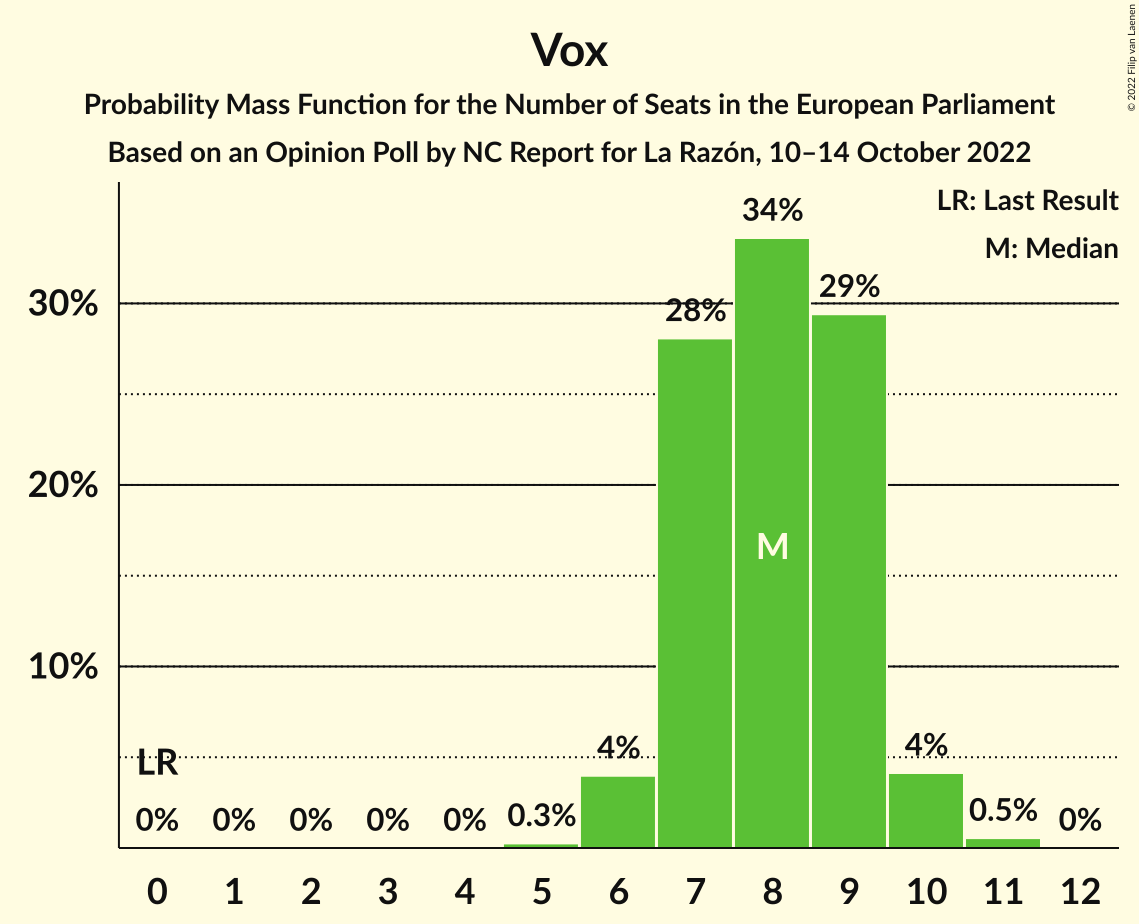 Vox
Probability Mass Function for the Number of Seats in the European Parliament
Based on an Opinion Poll by NC Report for La Razón, 10–14 October 2022
© 2022 Filip van Laenen
LR: Last Result
M: Median
30%
20%
10%
LR
0%
0%
0%
0%
0%
0.3%
4%
28%
34%
29%
4%
0.5%
0%
M
0 1 2 3 4 5 6 7 8 9 10 11 12